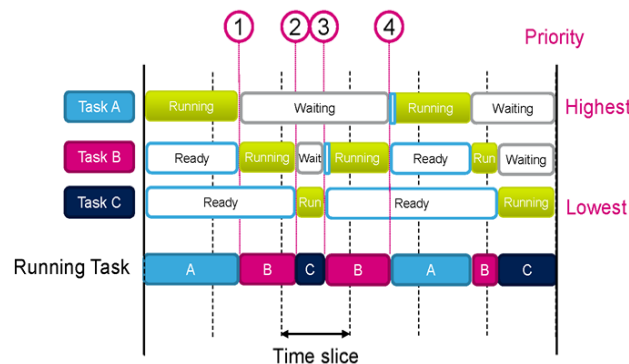 1 2 3 4
Priority
Task A Running Waiting Running Waiting Highest
Task B Ready Running Wait Running Ready Run Waiting
Task C Ready Run Ready Running Lowest
Running Task A B C B A B C
Time slice